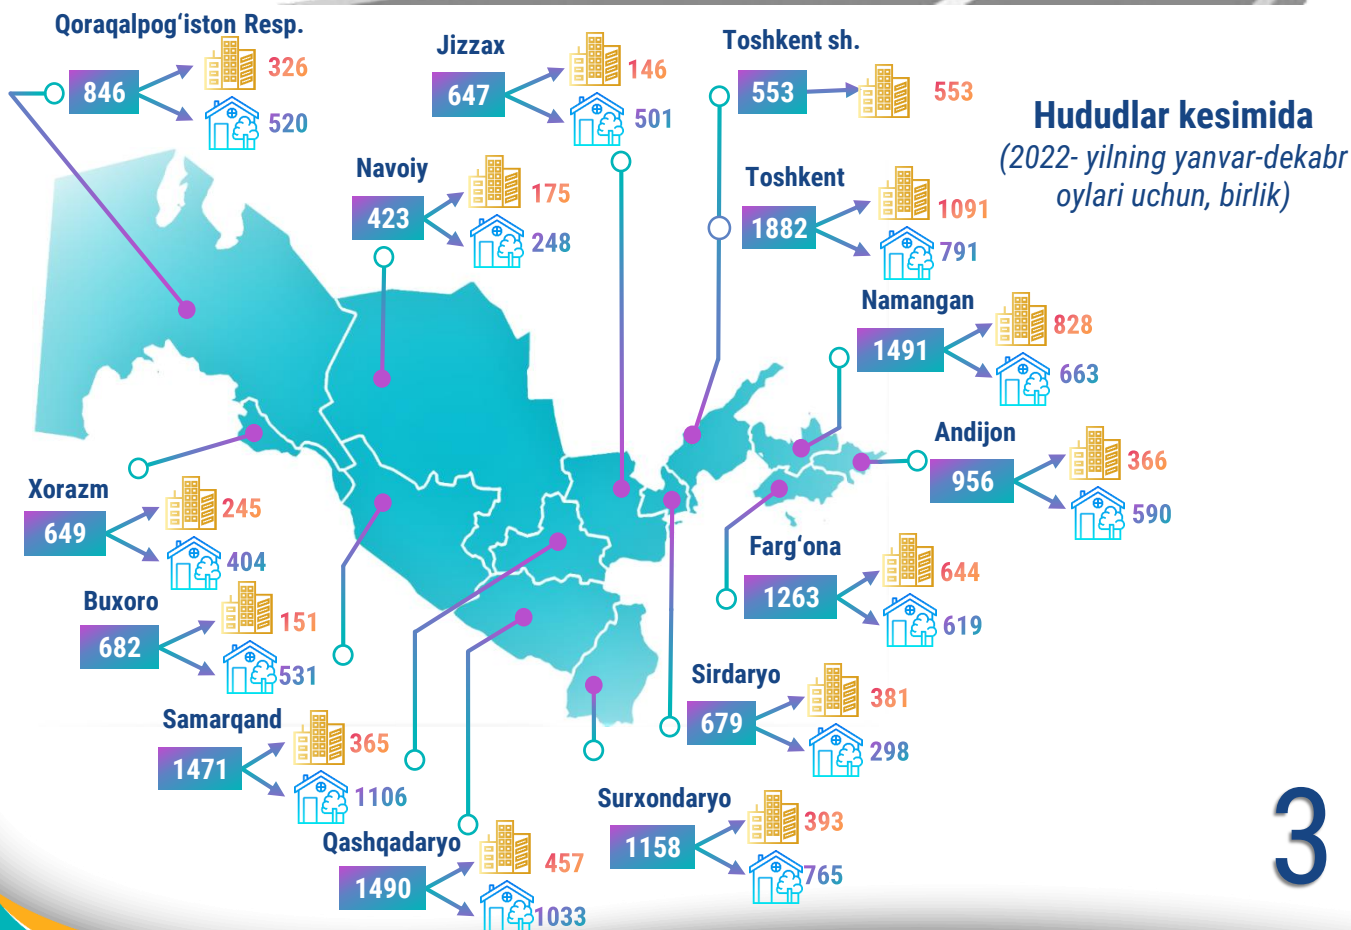 Qoraqalpog‘iston Resp.
846
326
520
Jizzax
647
146
501
Toshkent sh.
553
553
Hududlar kesimida
(2022- yilning yanvar-dekabr
oylari uchun, birlik)
Navoiy
423
175
248
Toshkent
1882
1091
791
Namangan
1491
828
663
Andijon
956
366
590
Xorazm
649
245
404
Farg‘ona
1263
644
619
Buxoro
682
151
531
Sirdaryo
679
381
298
Samarqand
1471
365
1106
Surxondaryo
1158
393
765
Qashqadaryo
1490
457
1033
3